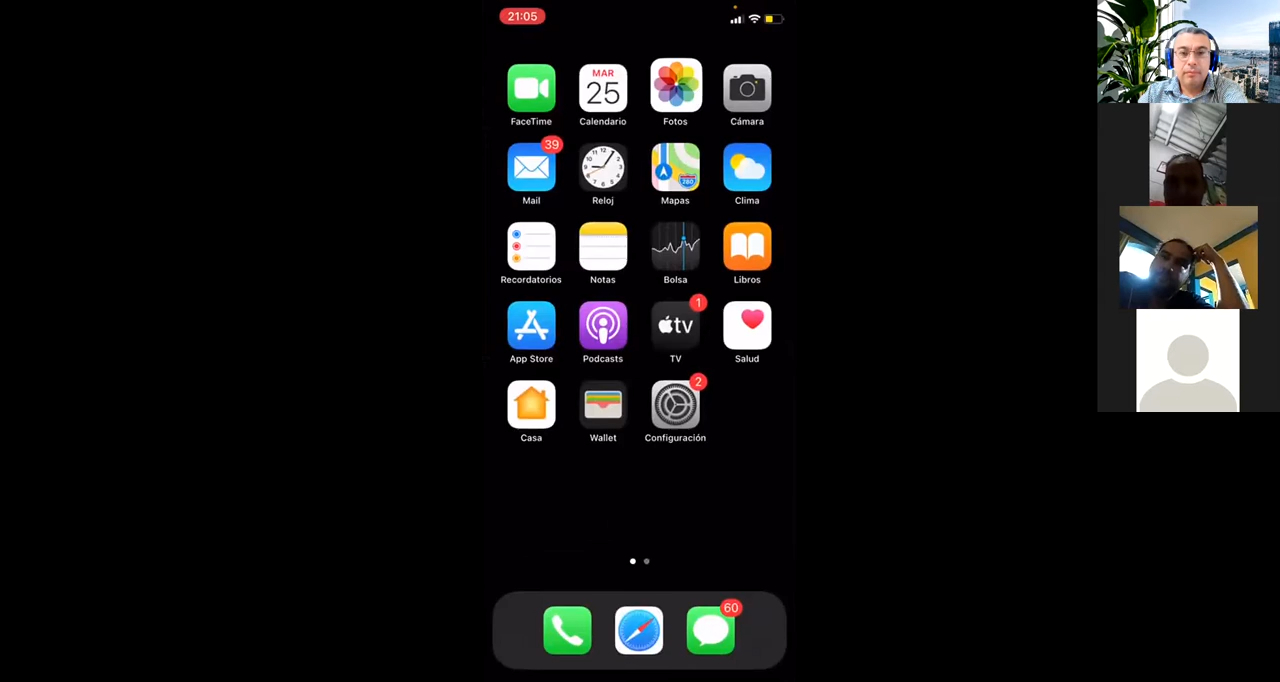 21:05
MAR
25
FaceTime
Calendario
Fotos
Cámara
39
Mail
Reloj
Mapas
280
Clima
Recordatorios
Notas
Bolsa
Libros
1
tv
App Store
Podcasts
TV
Salud
2
Casa
Wallet
Configuración
60